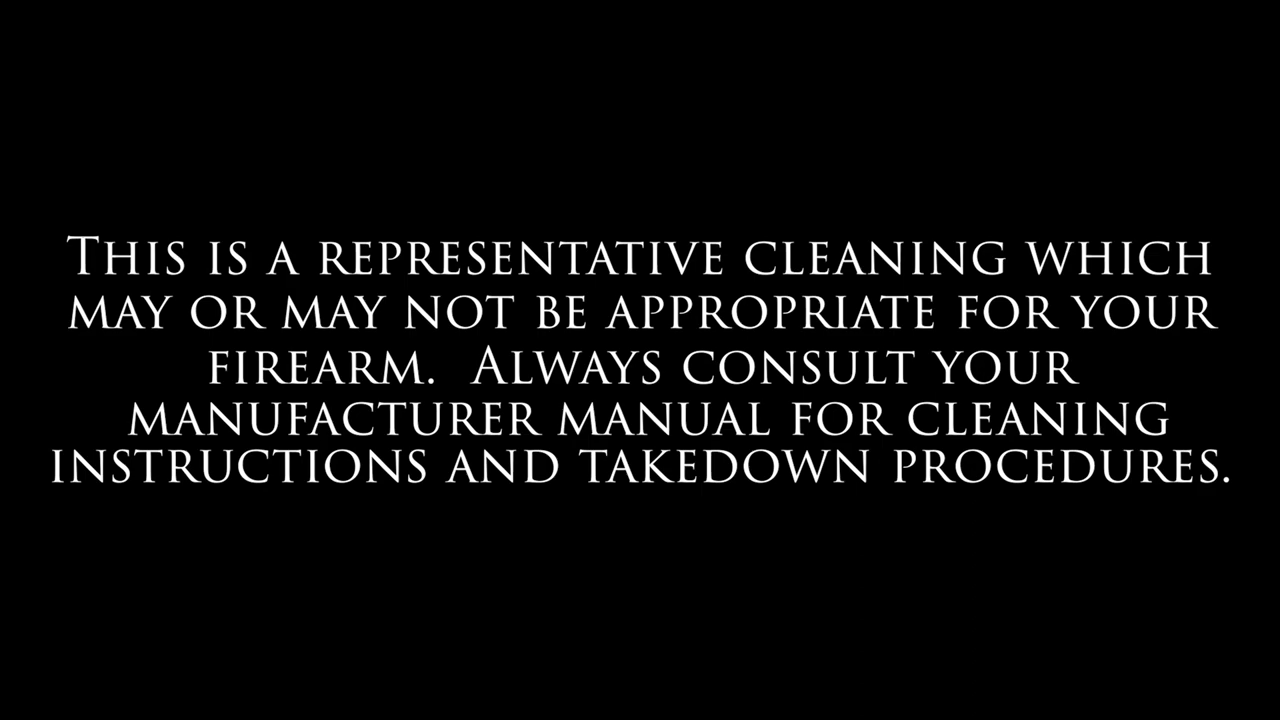 This is a representative cleaning which
may or may not be appropriate for your
firearm.  Always consult your
manufacturer manual for cleaning
instructions and takedown procedures.